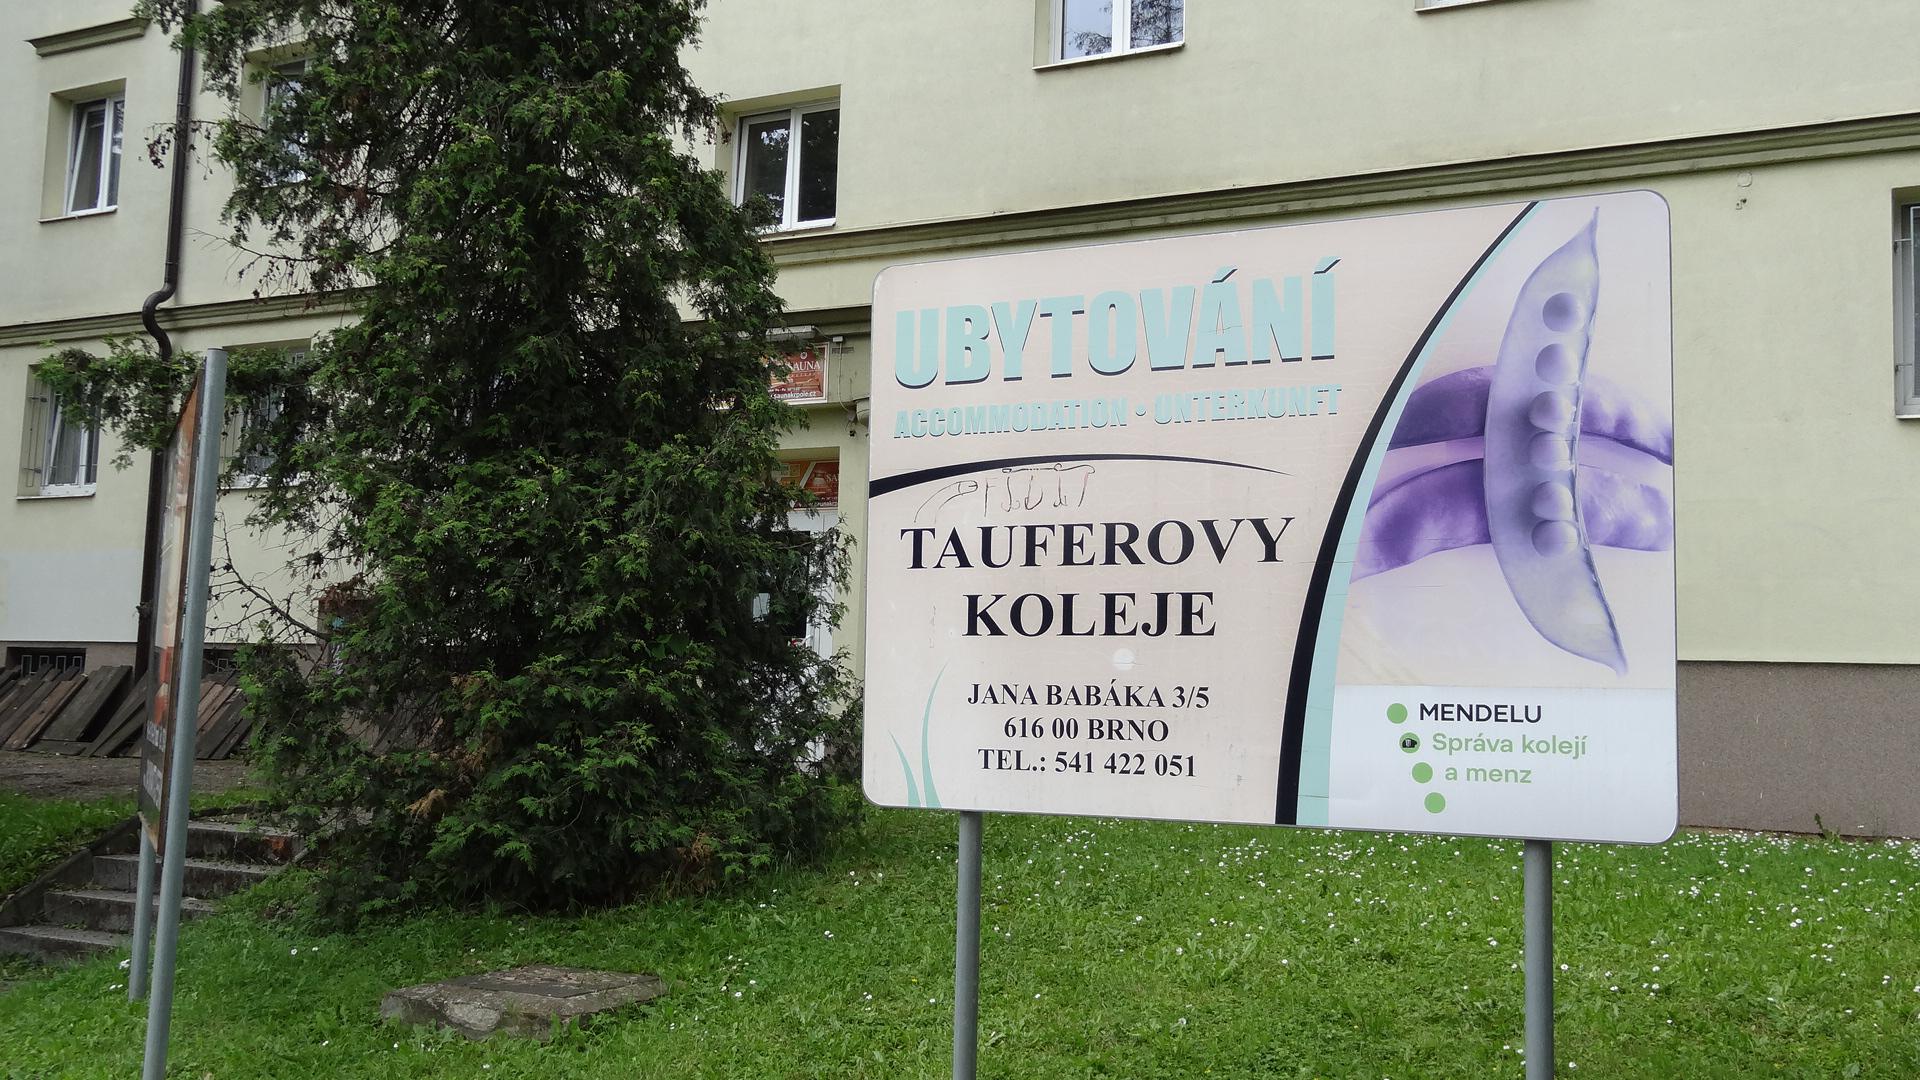 UBYTOVÁNÍ
ACCOMMODATION • UNTERKUNFT
TAUFEROVY
KOLEJE
JANA BABÁKA 3/5
616 00 BRNO
TEL.: 541 422 051
MENDELU
Správa kolejí
a menz
SAUNA